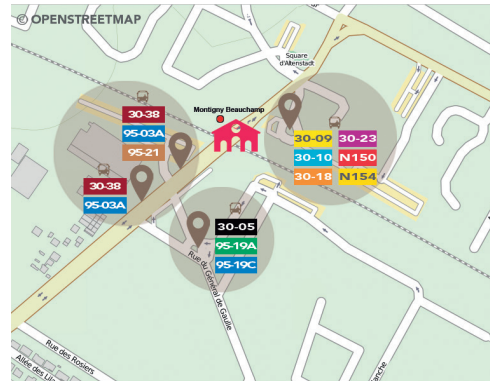 © OPENSTREETMAP
Square
d'Altenstadt
Montigny Beauchamp
30-38
95-03A
95-21
30-38
95-03A
30-09 30-23
30-10 N150
30-18 N154
30-05
95-19A
95-19C
Rue du Général de Gaulle
Rue des Rosiers
Allée des Lilas
anche